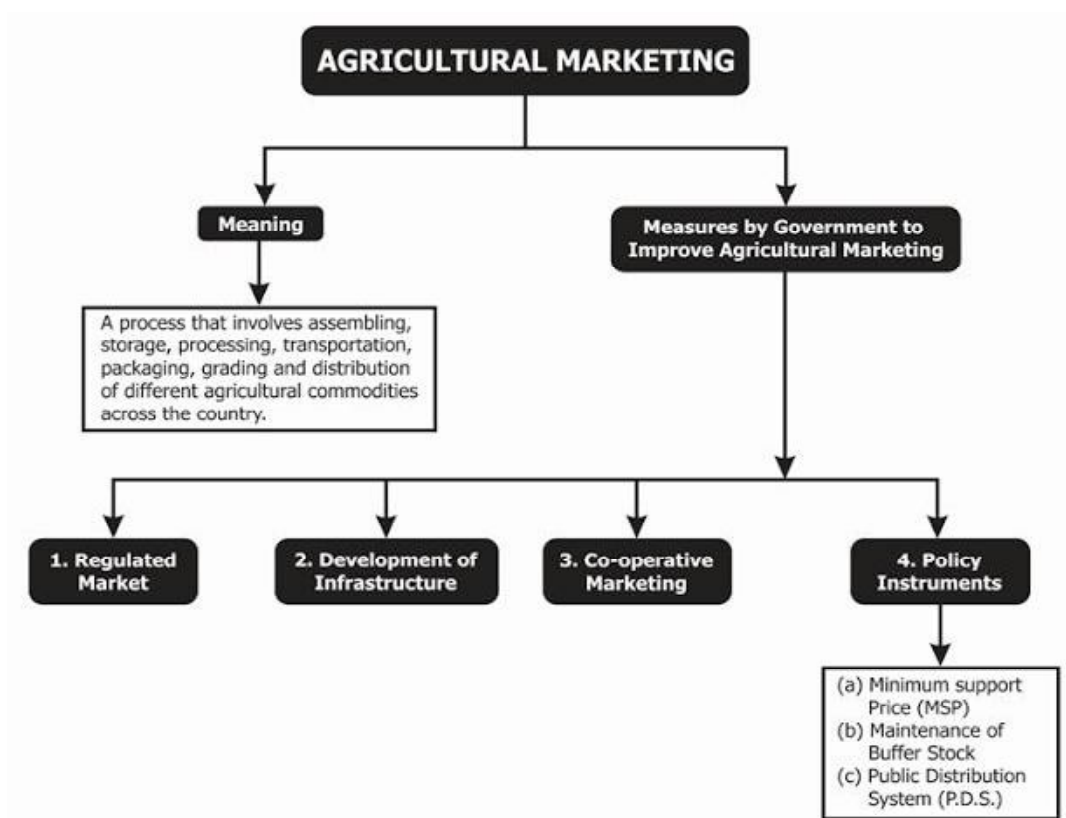 AGRICULTURAL MARKETING
Meaning
Measures by Government to
Improve Agricultural Marketing
A process that involves assembling,
storage, processing, transportation,
packaging, grading and distribution
of different agricultural commodities
across the country.
1. Regulated
Market
2. Development of
Infrastructure
3. Co-operative
Marketing
4. Policy
Instruments
(a) Minimum support
Price (MSP)
(b) Maintenance of
Buffer Stock
(c) Public Distribution
System (P.D.S.)